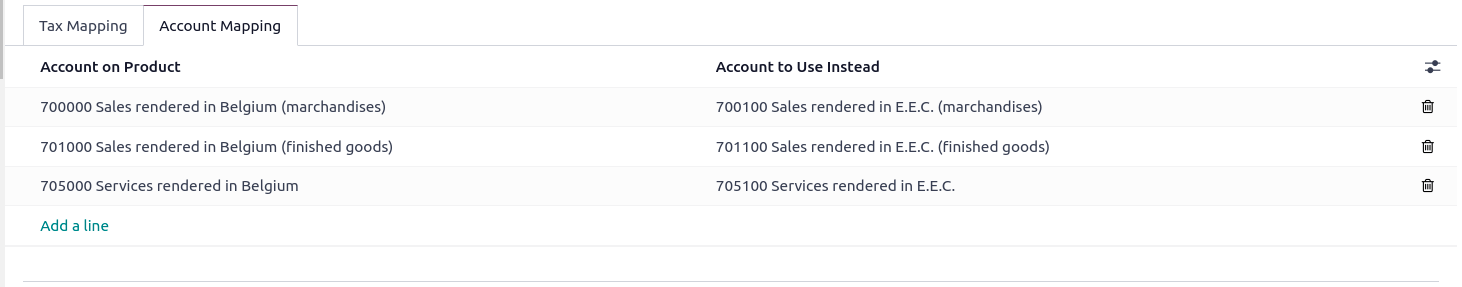 Tax Mapping Account Mapping
Account on Product Account to Use Instead
700000 Sales rendered in Belgium (marchandises) 700100 Sales rendered in E.E.C. (marchandises)
701000 Sales rendered in Belgium (finished goods) 701100 Sales rendered in E.E.C. (finished goods)
705000 Services rendered in Belgium 705100 Services rendered in E.E.C.
Add a line